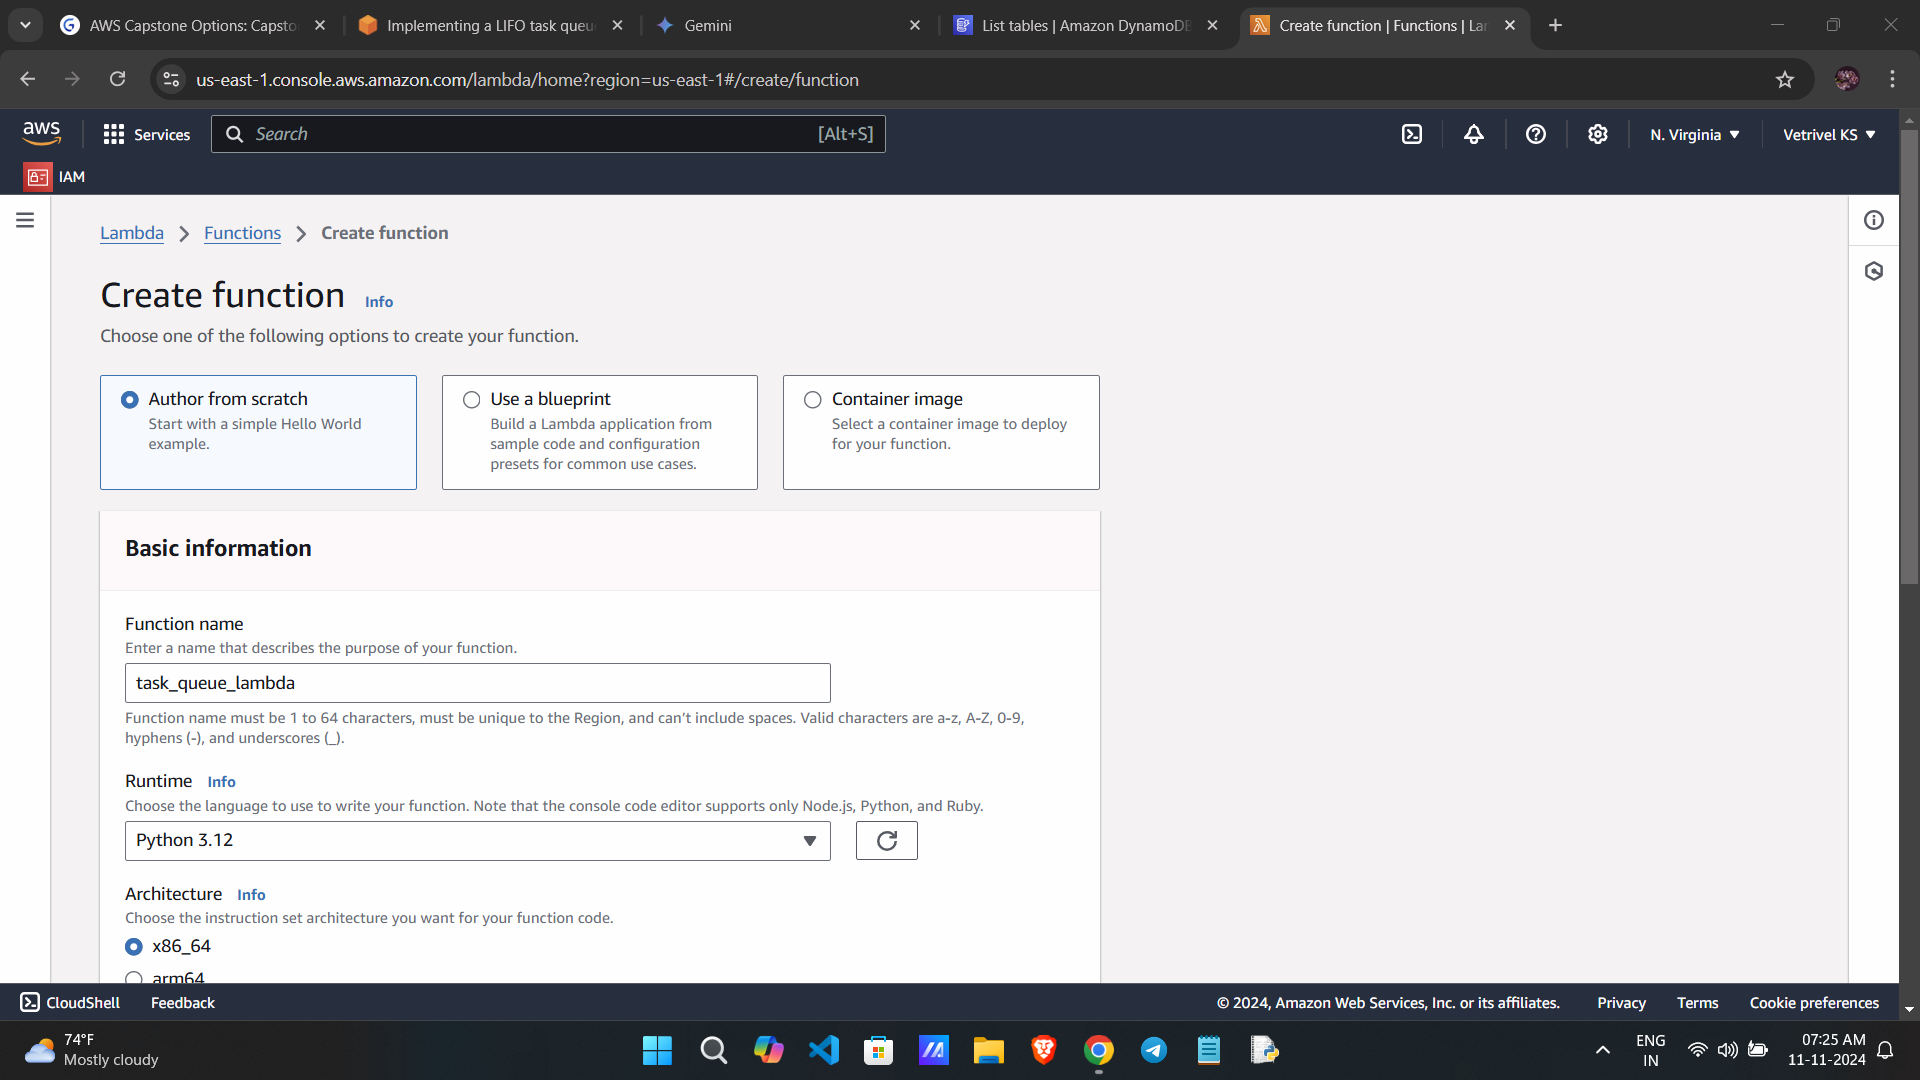 AWS Capstone Options: Capsto
Implementing a LIFO task queu
Gemini
List tables | Amazon DynamoDB
Create function | Functions | La
us-east-1.console.aws.amazon.com/lambda/home?region=us-east-1#/create/function
aws
Services
Search
[Alt+S]
N. Virginia
Vetrivel KS
IAM
Lambda
Functions
Create function
Create function
Info
Choose one of the following options to create your function.
Author from scratch
Start with a simple Hello World
example.
Use a blueprint
Build a Lambda application from
sample code and configuration
presets for common use cases.
Container image
Select a container image to deploy
for your function.
Basic information
Function name
Enter a name that describes the purpose of your function.
task_queue_lambda
Function name must be 1 to 64 characters, must be unique to the Region, and can’t include spaces. Valid characters are a-z, A-Z, 0-9,
hyphens (-), and underscores (_).
Runtime Info
Choose the language to use to write your function. Note that the console code editor supports only Node.js, Python, and Ruby.
Python 3.12
Architecture Info
Choose the instruction set architecture you want for your function code.
x86_64
arm64
CloudShell
Feedback
© 2024, Amazon Web Services, Inc. or its affiliates.
Privacy
Terms
Cookie preferences
74°F
Mostly cloudy
ENG
IN
07:25 AM
11-11-2024